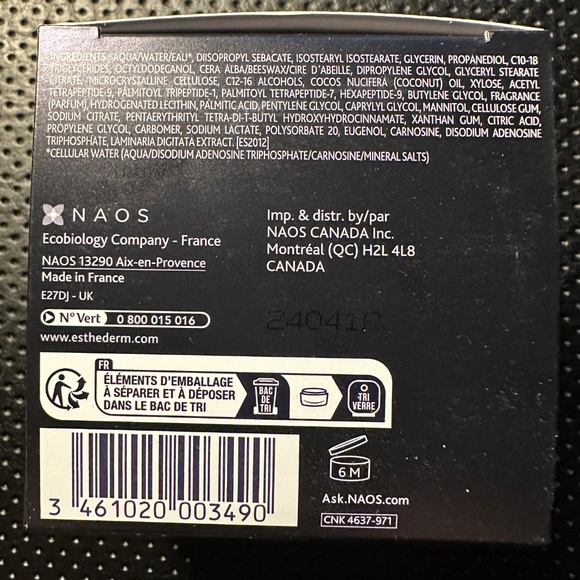 INGREDIENTS: *AQUA/WATER/EAU*, DIISOPROPYL SEBACATE, ISOSTEARYL ISOSTEARATE, GLYCERIN, PROPANEDIOL, C10-18
TRIGLYCERIDES, OCTYLDODECANOL, CERA ALBA/BEESWAX/CIRE D'ABEILLE, DIPROPYLENE GLYCOL, GLYCERYL STEARATE
CITRATE, MICROCRYSTALLINE CELLULOSE, C12-16 ALCOHOLS, COCOS NUCIFERA (COCONUT) OIL, XYLOSE, ACETYL
TETRAPEPTIDE-9, PALMITOYL TRIPEPTIDE-1, PALMITOYL TETRAPEPTIDE-7, HEXAPEPTIDE-9, BUTYLENE GLYCOL, FRAGRANCE
(PARFUM), HYDROGENATED LECITHIN, PALMITIC ACID, PENTYLENE GLYCOL, CAPRYLYL GLYCOL, MANNITOL, CELLULOSE GUM,
SODIUM CITRATE, PENTAERYTHRITYL TETRA-DI-T-BUTYL HYDROXYHYDROCINNAMATE, XANTHAN GUM, CITRIC ACID,
PROPYLENE GLYCOL, CARBOMER, SODIUM LACTATE, POLYSORBATE 20, EUGENOL, CARNOSINE, DISODIUM ADENOSINE
TRIPHOSPHATE, LAMINARIA DIGITATA EXTRACT. [ES2012]
*CELLULAR WATER (AQUA/DISODIUM ADENOSINE TRIPHOSPHATE/CARNOSINE/MINERAL SALTS)
NAOS
Ecobiology Company - France
NAOS 13290 Aix-en-Provence
Made in France
E27DJ - UK
N° Vert 0 800 015 016
www.esthederm.com
Imp. & distr. by/par
NAOS CANADA Inc.
Montréal (QC) H2L 4L8
CANADA
24041P
FR
ÉLÉMENTS D'EMBALLAGE
À SÉPARER ET À DÉPOSER
DANS LE BAC DE TRI
BAC
DE
TRI
TRI
VERRE
3 461020 003490
6 M
Ask.NAOS.com
CNK 4637-971